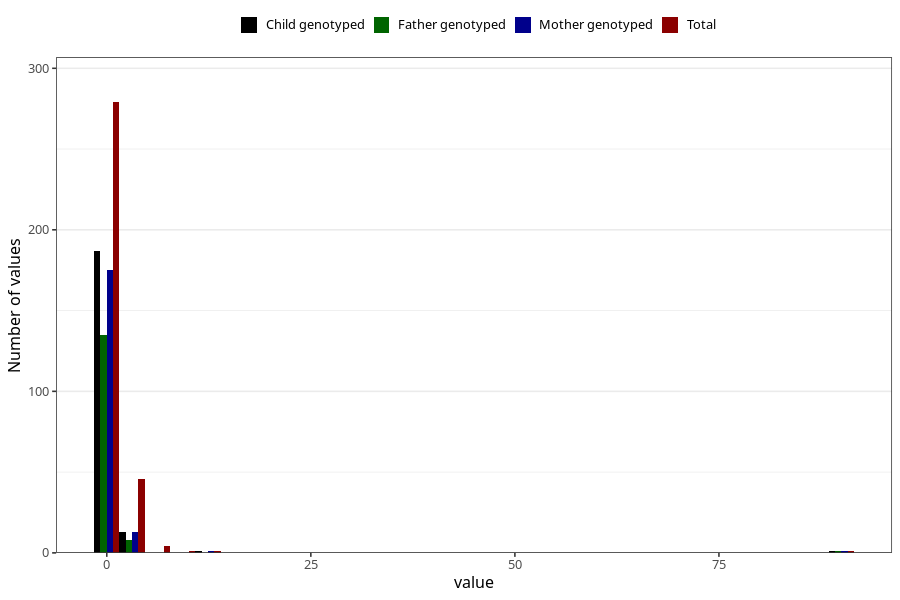 Child genotyped Father genotyped Mother genotyped Total
300
200
100
0
0 25 50 75
value
Number of values